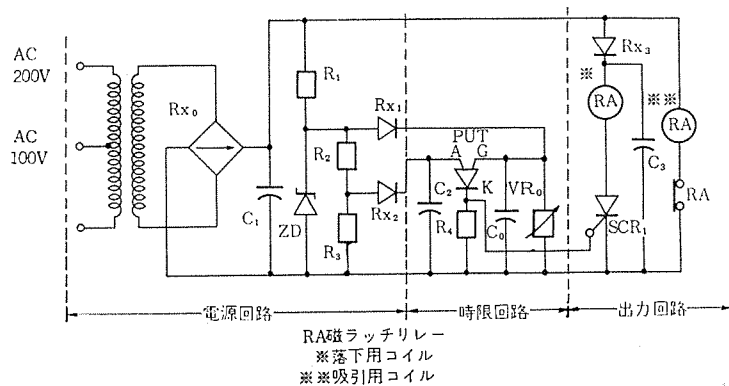 AC
200V
AC
100V
Rx₀
C₁
R₁
ZD
R₂
R₃
Rx₁
Rx₂
PUT
A G
K
C₂
R₄
C₀
VR₀
Rx₃
※
RA
※※
RA
C₃
RA
SCR₁
電源回路
時限回路
出力回路
RA磁ラッチリレー
※落下用コイル
※※吸引用コイル